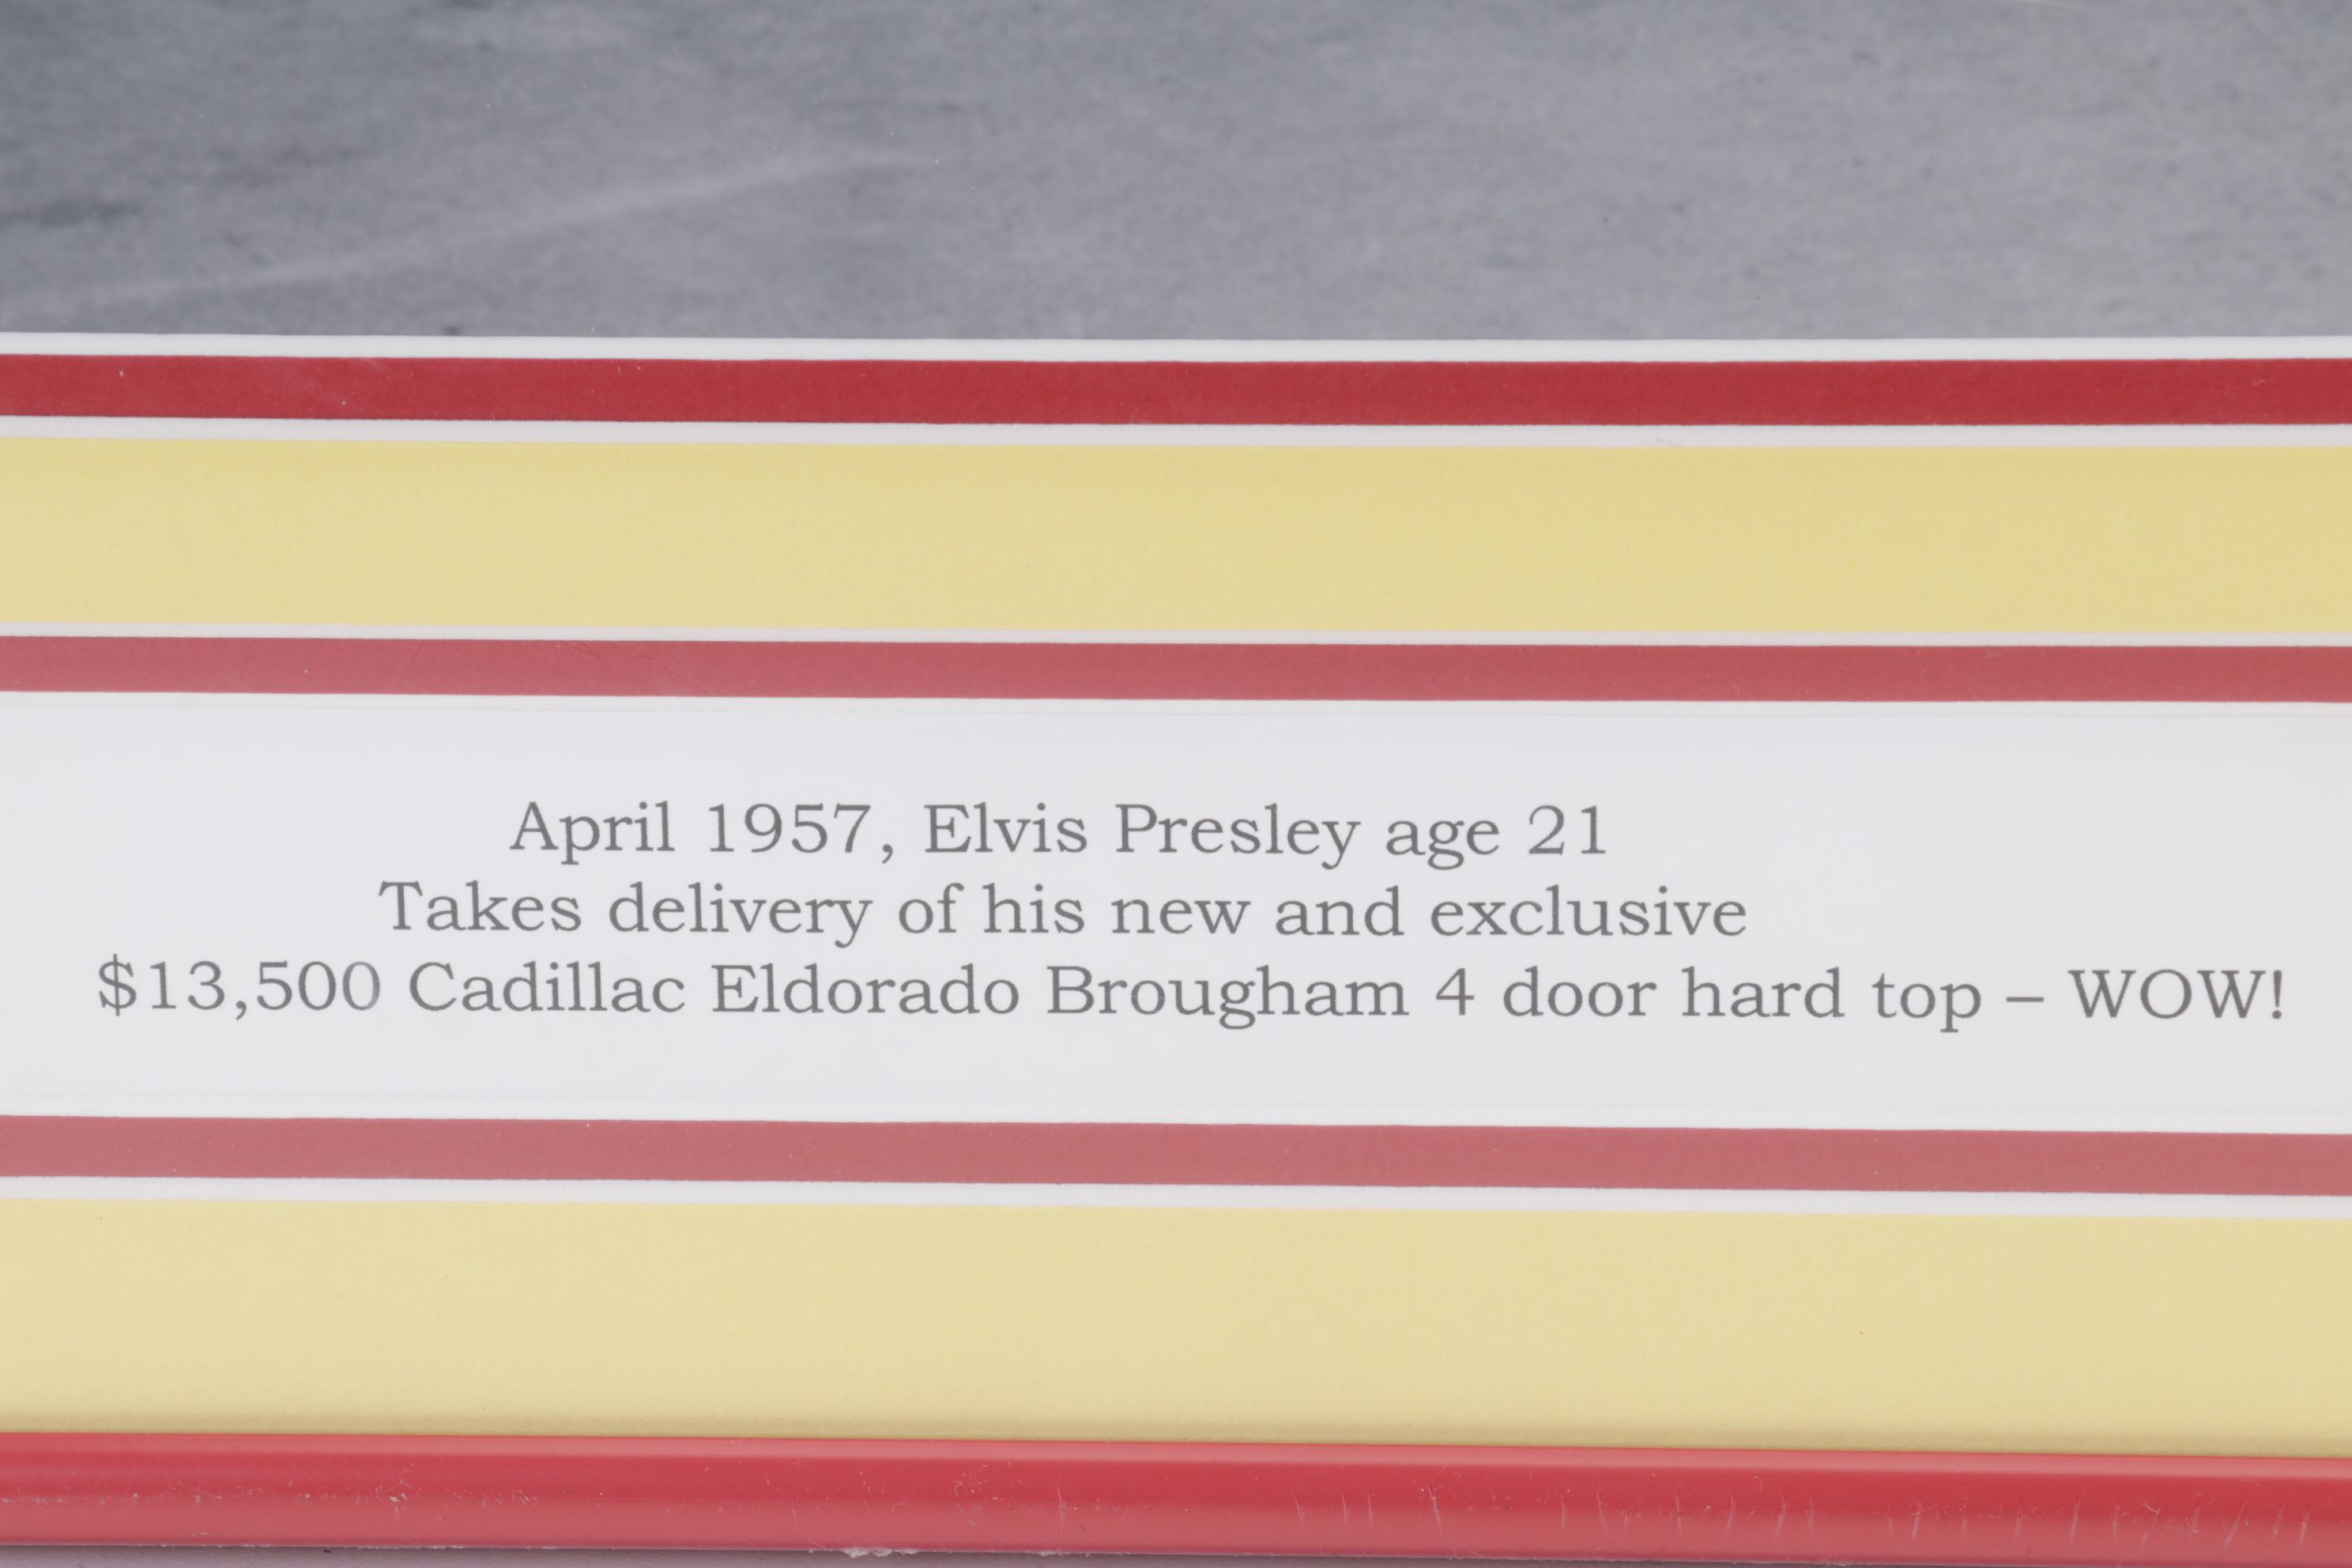 April 1957, Elvis Presley age 21
Takes delivery of his new and exclusive
$13,500 Cadillac Eldorado Brougham 4 door hard top – WOW!